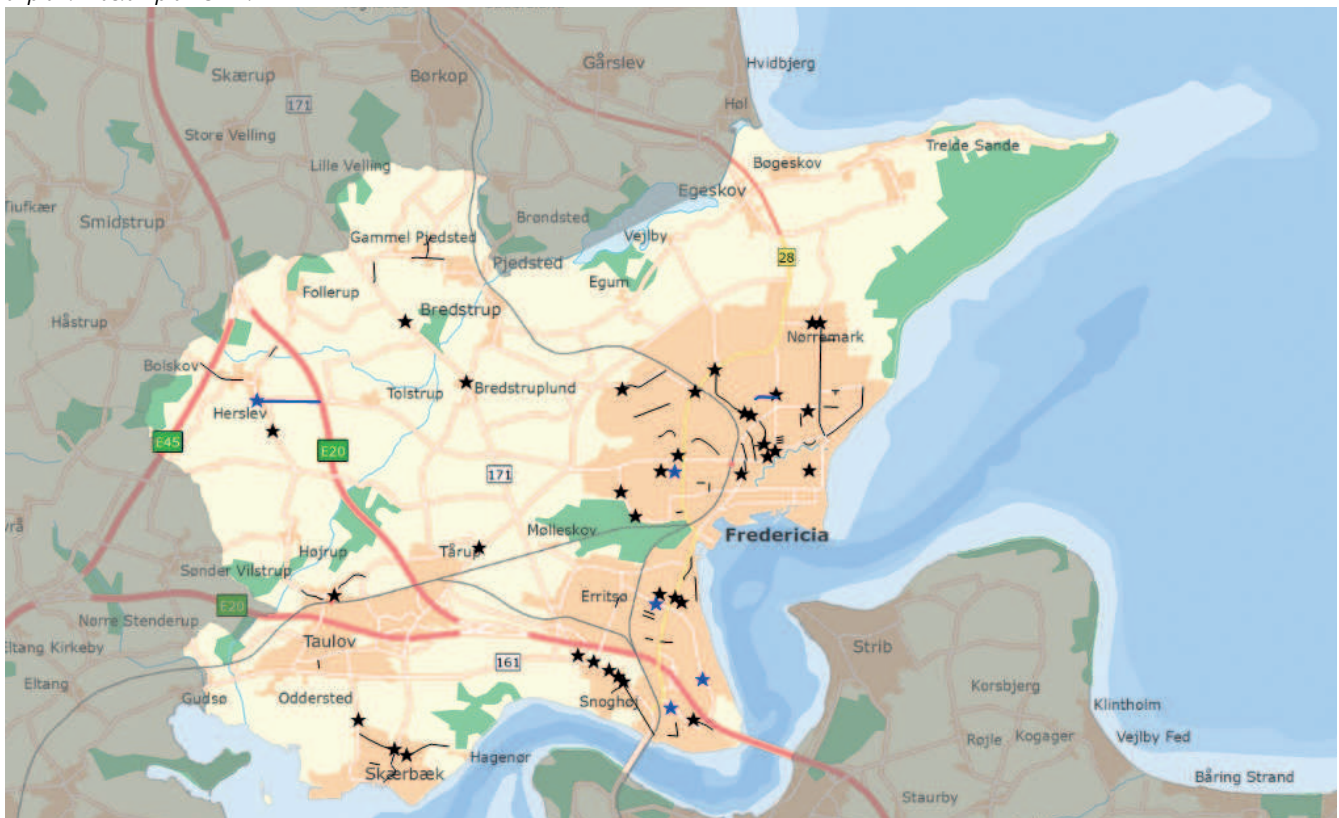 Skærup
Børkop
Gårslev
Hvidbjerg
171
Høl
Store Velling
Trelde Sande
Lille Velling
Bøgeskov
Egeskov
Tiufkær
Smidstrup
Brøndsted
Gammel Pjedsted
Vejlby
Pjedsted
28
Egum
Follerup
Bredstrup
Håstrup
Nørremark
Bolskov
Tolstrup
Bredstruplund
Herslev
E45
E20
171
Mølleskov
Fredericia
Højrup
Tårup
Sønder Vilstrup
Erritsø
E20
Nørre Stenderup
Taulov
Eltang Kirkeby
Strib
161
Eltang
Gudsø
Oddersted
Snoghøj
Korsbjerg
Klintholm
Røjle
Kogager
Vejlby Fed
Hagenør
Skærbæk
Båring Strand
Staurby